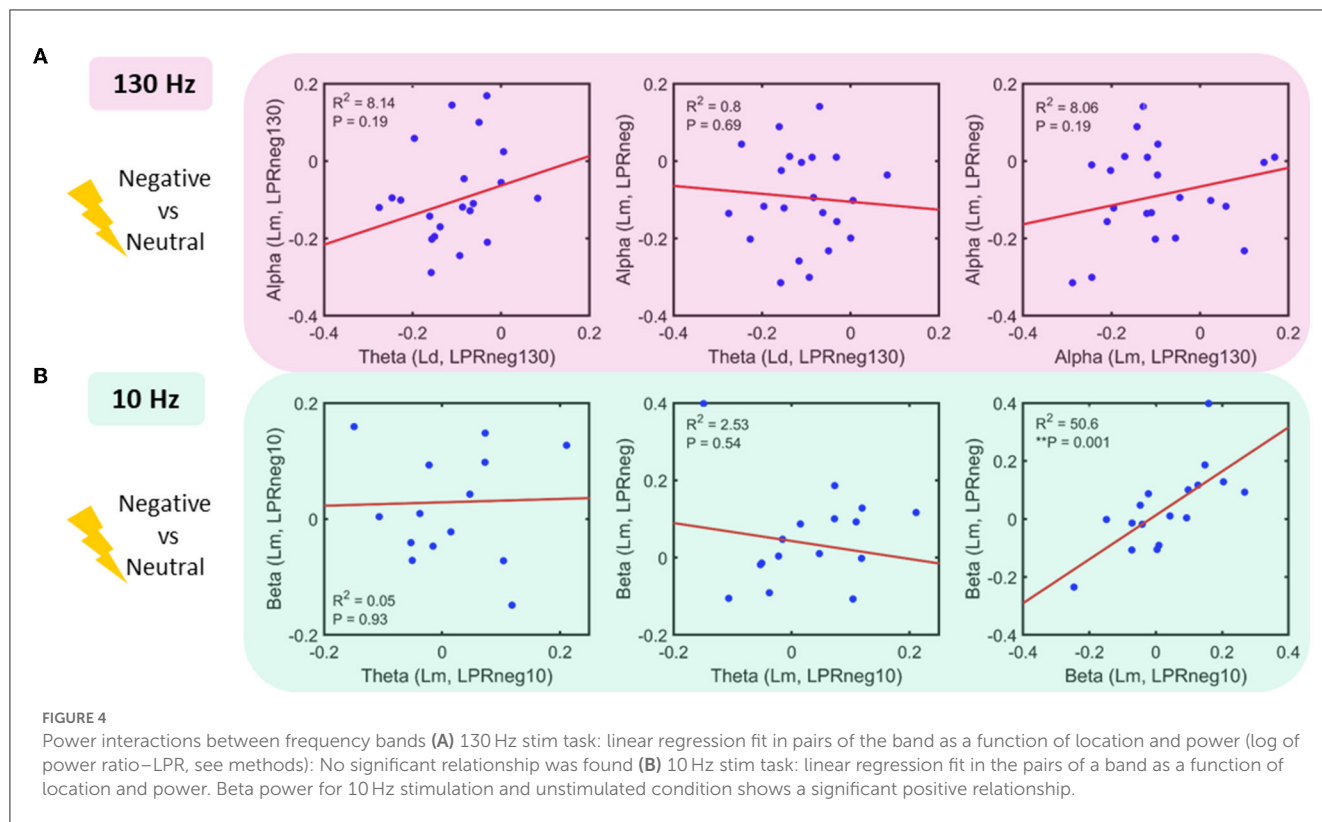 A
130 Hz
Negative
vs
Neutral
Alpha (Lm, LPRneg130)
0.2
0
-0.2
-0.4
R² = 8.14
P = 0.19
-0.4 -0.2 0 0.2
Theta (Ld, LPRneg130)
Alpha (Lm, LPRneg)
0.2
0
-0.2
-0.4
R² = 0.8
P = 0.69
-0.4 -0.2 0 0.2
Theta (Ld, LPRneg130)
Alpha (Lm, LPRneg)
0.2
0
-0.2
-0.4
R² = 8.06
P = 0.19
-0.4 -0.2 0 0.2
Alpha (Lm, LPRneg130)
B
10 Hz
Negative
vs
Neutral
Beta (Lm, LPRneg10)
0.2
0
-0.2
R² = 0.05
P = 0.93
-0.2 0 0.2
Theta (Lm, LPRneg10)
Beta (Lm, LPRneg)
0.4
0.2
0
-0.2
R² = 2.53
P = 0.54
-0.2 0 0.2
Theta (Lm, LPRneg10)
Beta (Lm, LPRneg)
0.4
0.2
0
-0.2
-0.4
R² = 50.6
**P = 0.001
-0.4 -0.2 0 0.2 0.4
Beta (Lm, LPRneg10)
FIGURE 4
Power interactions between frequency bands (A) 130 Hz stim task: linear regression fit in pairs of the band as a function of location and power (log of
power ratio–LPR, see methods): No significant relationship was found (B) 10 Hz stim task: linear regression fit in the pairs of a band as a function of
location and power. Beta power for 10 Hz stimulation and unstimulated condition shows a significant positive relationship.